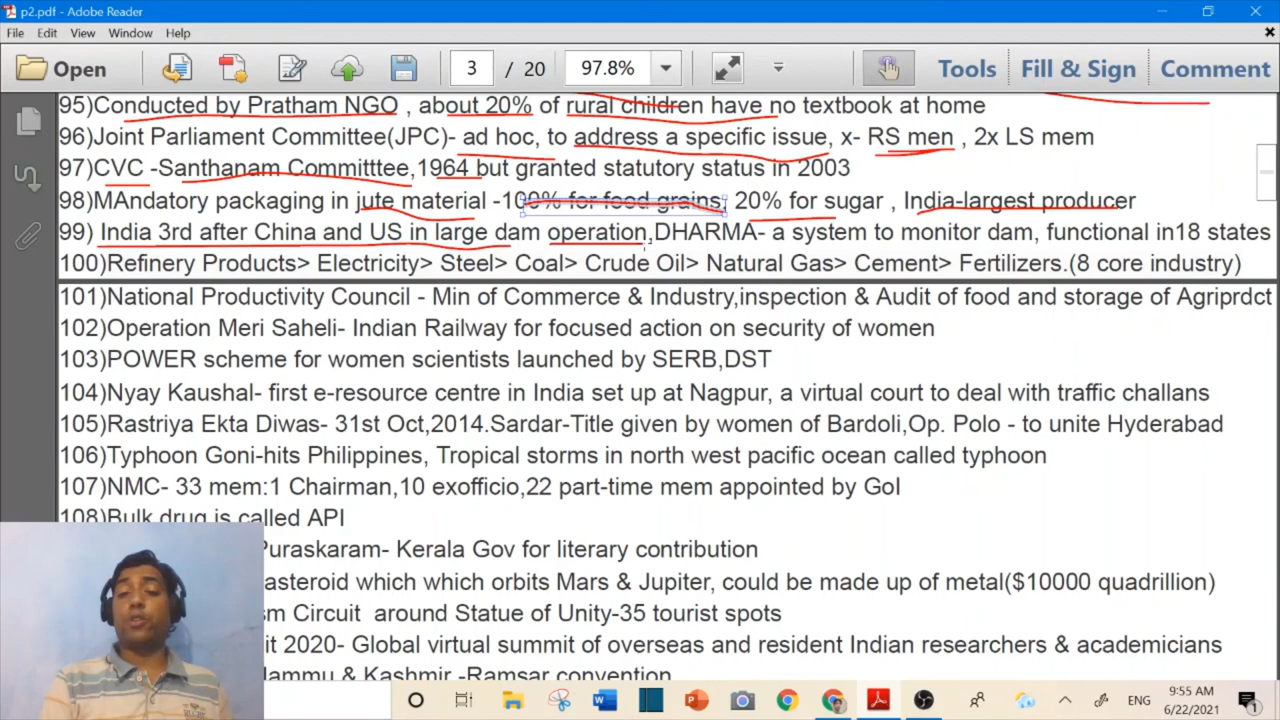 p2.pdf - Adobe Reader
File Edit View Window Help
Open 3 / 20 97.8% Tools Fill & Sign Comment
95)Conducted by Pratham NGO , about 20% of rural children have no textbook at home
96)Joint Parliament Committee(JPC)- ad hoc, to address a specific issue, x- RS men , 2x LS mem
97)CVC -Santhanam Committtee,1964 but granted statutory status in 2003
98)MAndatory packaging in jute material -100% for food grains, 20% for sugar , India-largest producer
99) India 3rd after China and US in large dam operation,DHARMA- a system to monitor dam, functional in18 states
100)Refinery Products> Electricity> Steel> Coal> Crude Oil> Natural Gas> Cement> Fertilizers.(8 core industry)
101)National Productivity Council - Min of Commerce & Industry,inspection & Audit of food and storage of Agriprdct
102)Operation Meri Saheli- Indian Railway for focused action on security of women
103)POWER scheme for women scientists launched by SERB,DST
104)Nyay Kaushal- first e-resource centre in India set up at Nagpur, a virtual court to deal with traffic challans
105)Rastriya Ekta Diwas- 31st Oct,2014.Sardar-Title given by women of Bardoli,Op. Polo - to unite Hyderabad
106)Typhoon Goni-hits Philippines, Tropical storms in north west pacific ocean called typhoon
107)NMC- 33 mem:1 Chairman,10 exofficio,22 part-time mem appointed by GoI
108)Bulk drug is called API
Puraskaram- Kerala Gov for literary contribution
asteroid which which orbits Mars & Jupiter, could be made up of metal($10000 quadrillion)
sm Circuit around Statue of Unity-35 tourist spots
it 2020- Global virtual summit of overseas and resident Indian researchers & academicians
Jammu & Kashmir -Ramsar convention
ENG 9:55 AM
6/22/2021